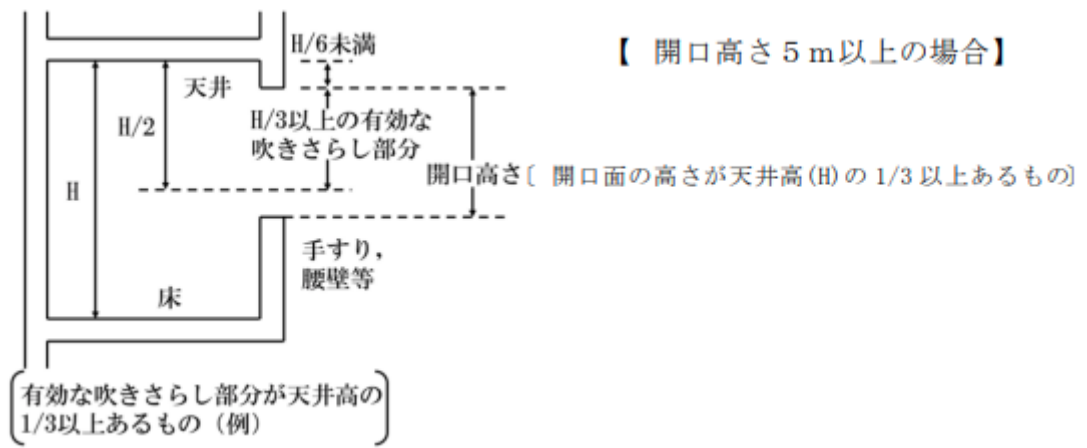 H/6未満
【 開口高さ5m以上の場合】
天井
H/2
H/3以上の有効な
吹きさらし部分
開口高さ〔 開口面の高さが天井高(H)の1/3以上あるもの〕
H
手すり，
腰壁等
床
有効な吹きさらし部分が天井高の
1/3以上あるもの（例）